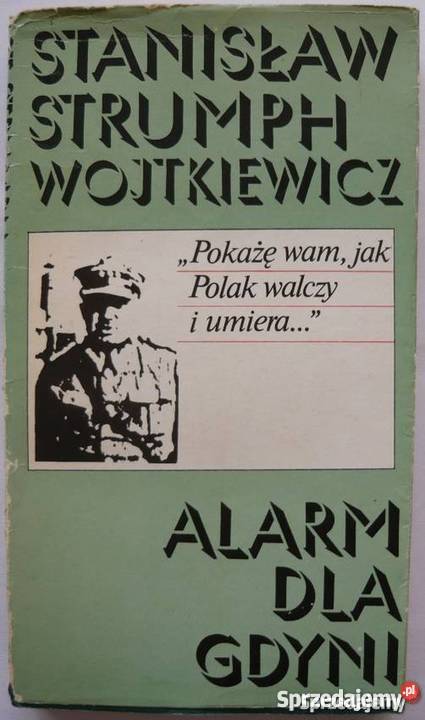 STANISŁAW
STRUMPH
WOJTKIEWICZ
„Pokażę wam, jak
Polak walczy
i umiera...”
ALARM
DLA
GDYNI
Sprzedajemy.pl